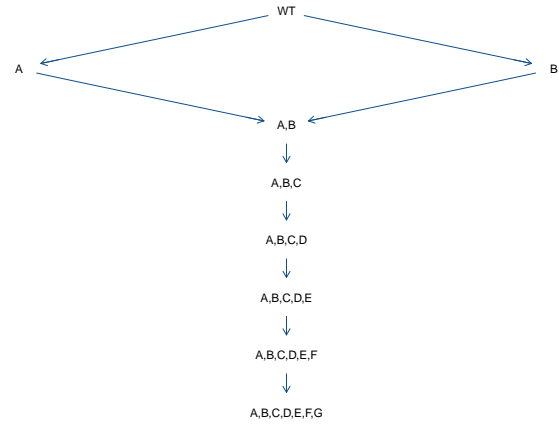 WT
A
B
A,B
A,B,C
A,B,C,D
A,B,C,D,E
A,B,C,D,E,F
A,B,C,D,E,F,G